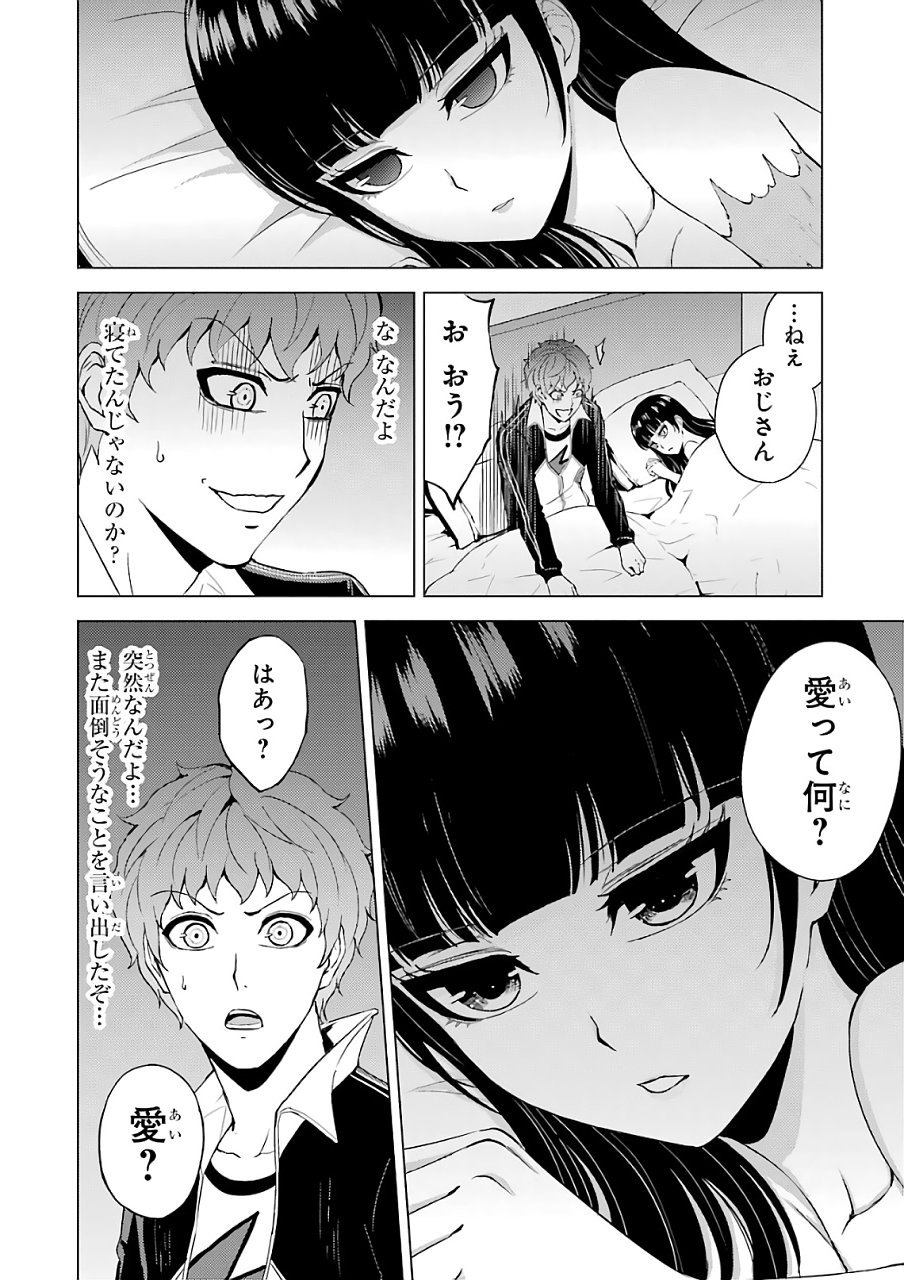 …ねぇ
おじさん
お おう!?
な なんだよ
寝てたんじゃないのか?
愛って何?
はあっ?
突然なんだよ…
また面倒そうなことを言い出したぞ…
愛?